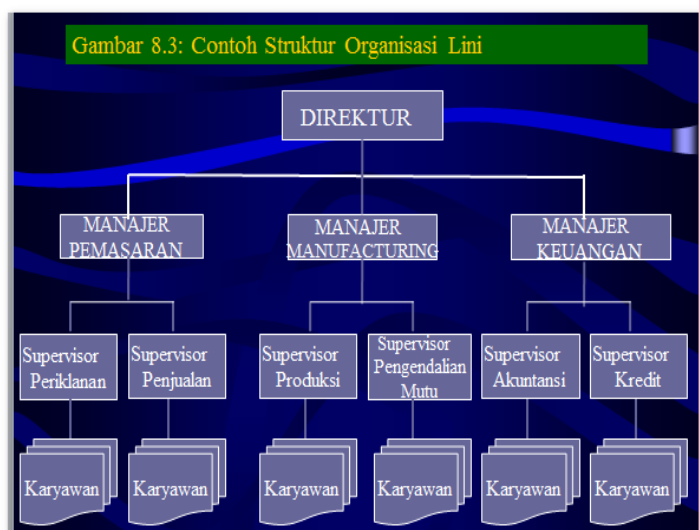 Gambar 8.3: Contoh Struktur Organisasi Lini
DIREKTUR
MANAJER
PEMASARAN
MANAJER
MANUFACTURING
MANAJER
KEUANGAN
Supervisor
Periklanan
Supervisor
Penjualan
Supervisor
Produksi
Supervisor
Pengendalian
Mutu
Supervisor
Akuntansi
Supervisor
Kredit
Karyawan
Karyawan
Karyawan
Karyawan
Karyawan
Karyawan